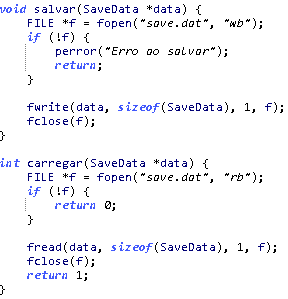 void salvar(SaveData *data) {
    FILE *f = fopen("save.dat", "wb");
    if (!f) {
        perror("Erro ao salvar");
        return;
    }

    fwrite(data, sizeof(SaveData), 1, f);
    fclose(f);
}

int carregar(SaveData *data) {
    FILE *f = fopen("save.dat", "rb");
    if (!f) {
        return 0;
    }

    fread(data, sizeof(SaveData), 1, f);
    fclose(f);
    return 1;
}